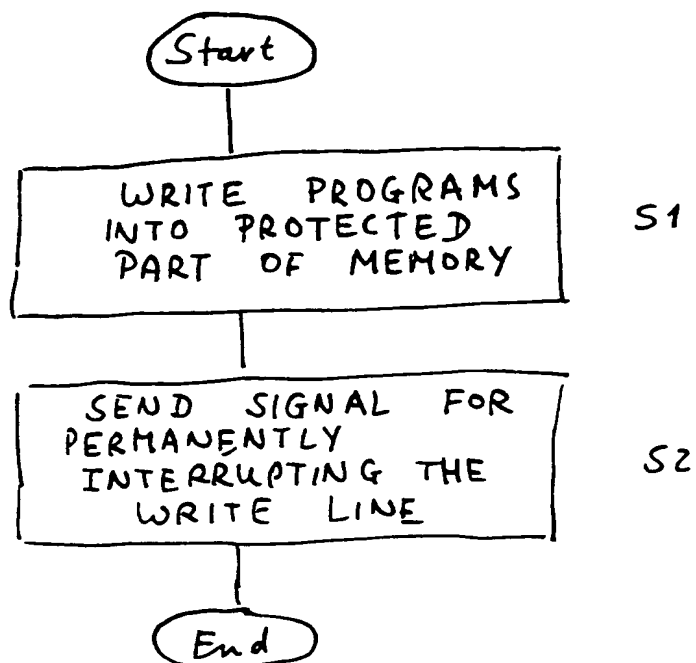 Start
WRITE PROGRAMS
INTO PROTECTED
PART OF MEMORY
S1
SEND SIGNAL FOR
PERMANENTLY
INTERRUPTING THE
WRITE LINE
S2
End